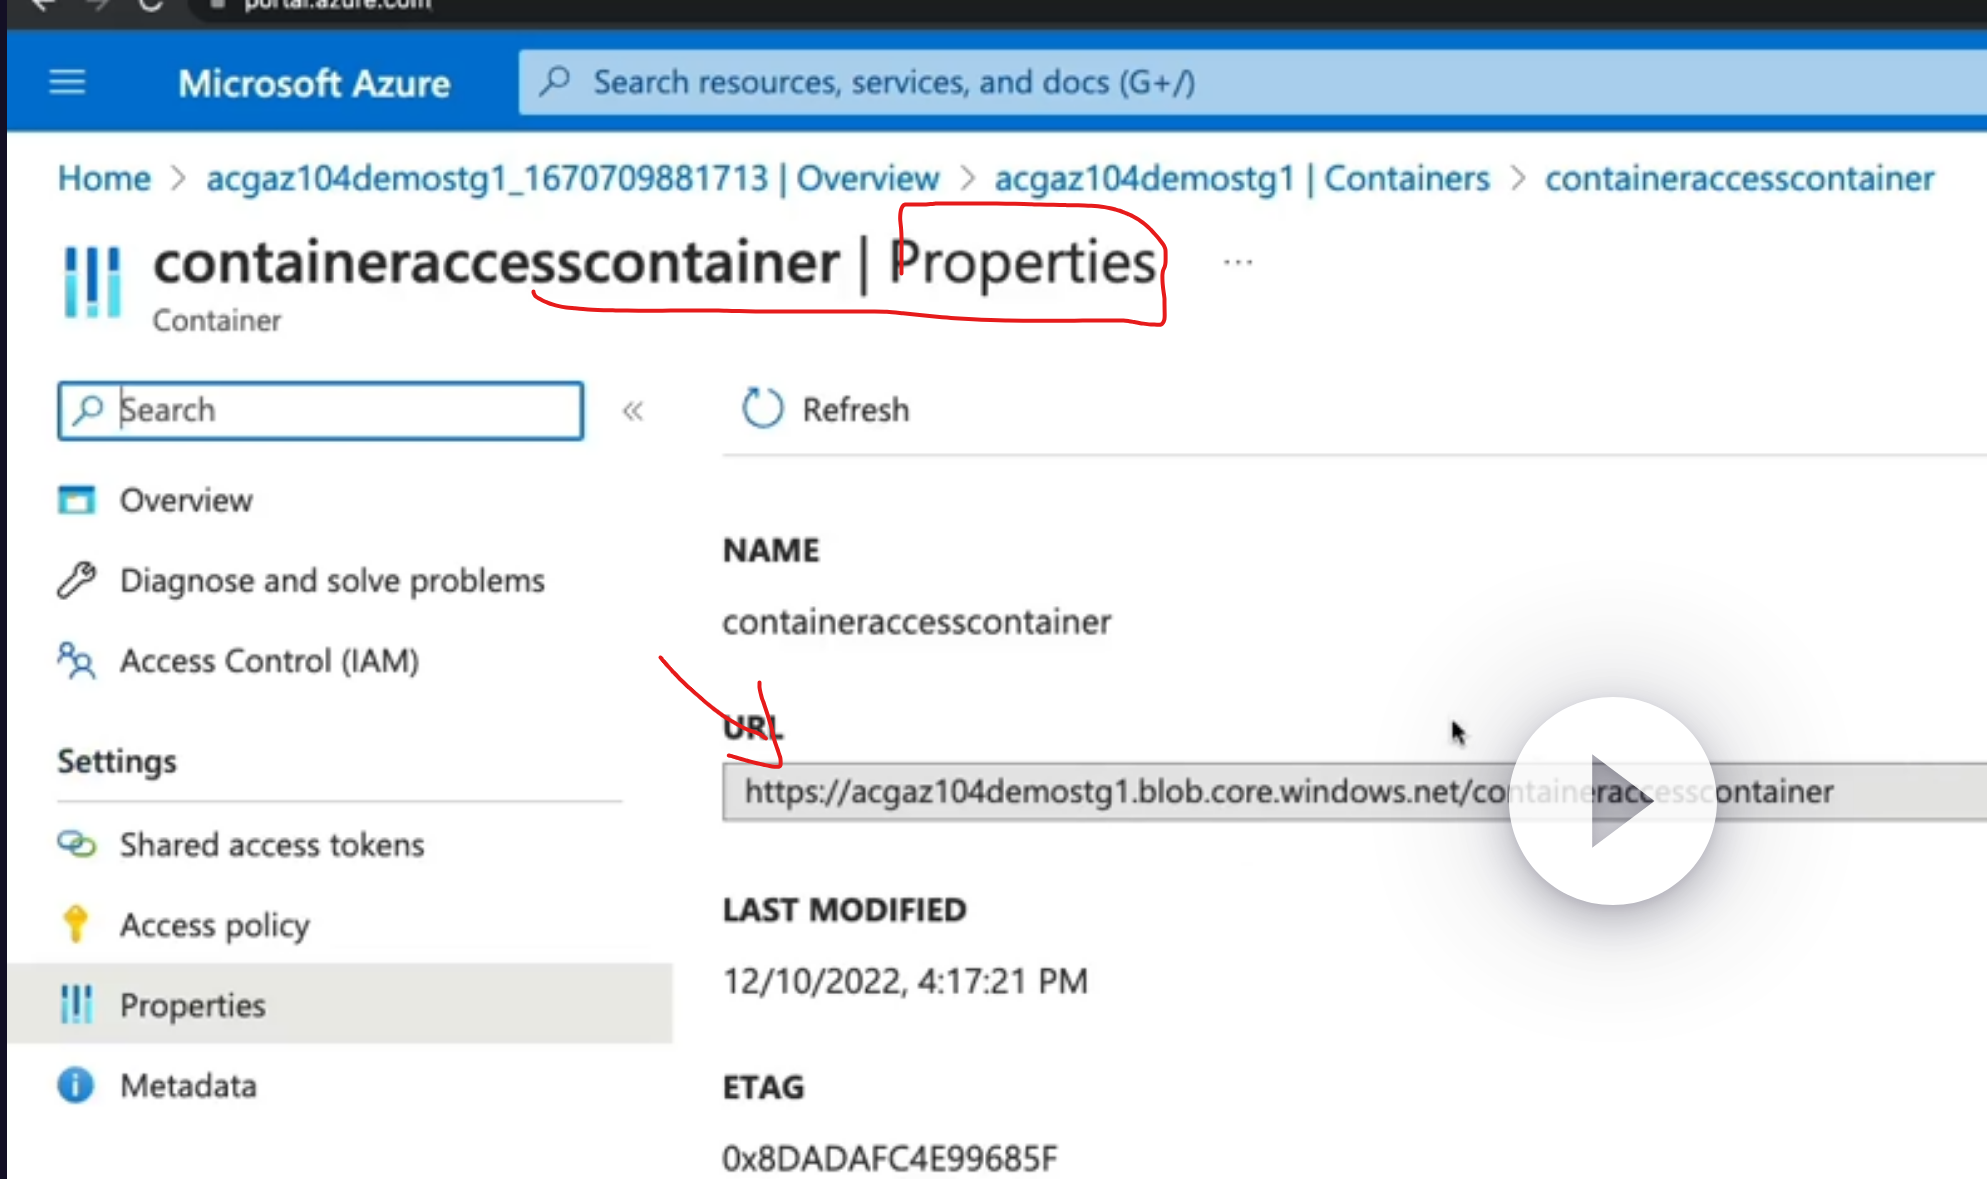 portal.azure.com
Microsoft Azure
Search resources, services, and docs (G+/)
Home > acgaz104demostg1_1670709881713 | Overview > acgaz104demostg1 | Containers > containeraccesscontainer
containeraccesscontainer | Properties ...
Container
Search «
Refresh
Overview
Diagnose and solve problems
Access Control (IAM)
Settings
Shared access tokens
Access policy
Properties
Metadata
NAME
containeraccesscontainer
URL
https://acgaz104demostg1.blob.core.windows.net/containeraccesscontainer
LAST MODIFIED
12/10/2022, 4:17:21 PM
ETAG
0x8DADAFC4E99685F